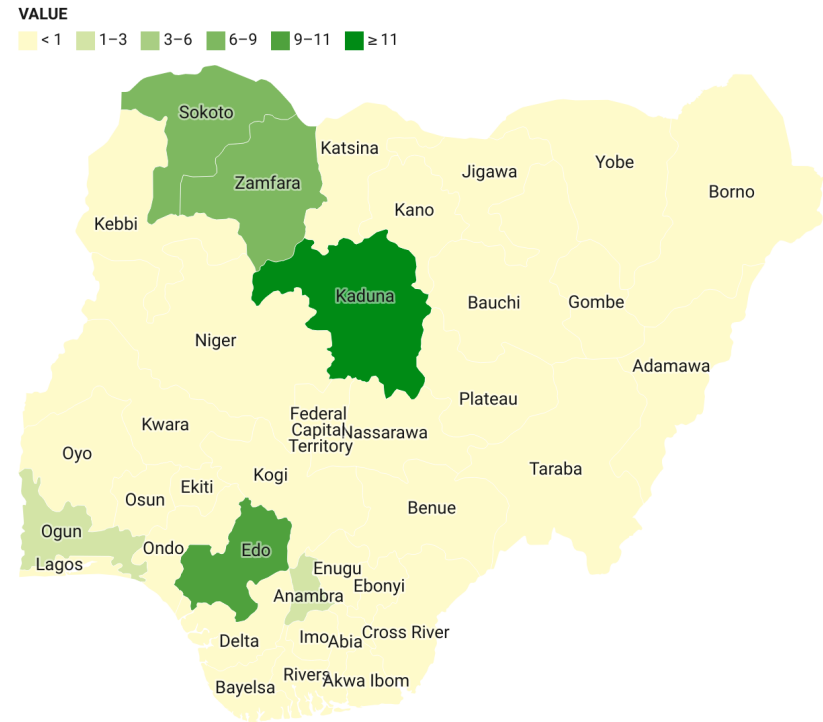 VALUE
< 1 1–3 3–6 6–9 9–11 ≥ 11
Sokoto
Katsina
Yobe
Jigawa
Zamfara
Borno
Kano
Kebbi
Kaduna
Bauchi
Gombe
Niger
Adamawa
Plateau
Federal
Capital
Territory
Nassarawa
Kwara
Oyo
Taraba
Kogi
Ekiti
Osun
Benue
Ogun
Ondo
Edo
Lagos
Enugu
Ebonyi
Anambra
Cross River
Imo
Abia
Delta
Rivers
Akwa Ibom
Bayelsa